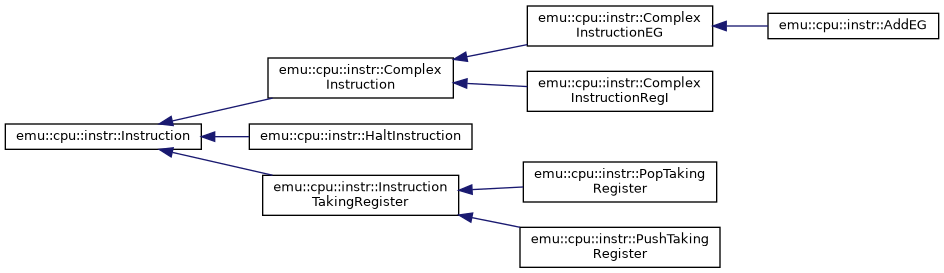 emu::cpu::instr::Complex
InstructionEG
emu::cpu::instr::AddEG
emu::cpu::instr::Complex
Instruction
emu::cpu::instr::Complex
InstructionRegI
emu::cpu::instr::Instruction
emu::cpu::instr::HaltInstruction
emu::cpu::instr::PopTaking
Register
emu::cpu::instr::Instruction
TakingRegister
emu::cpu::instr::PushTaking
Register